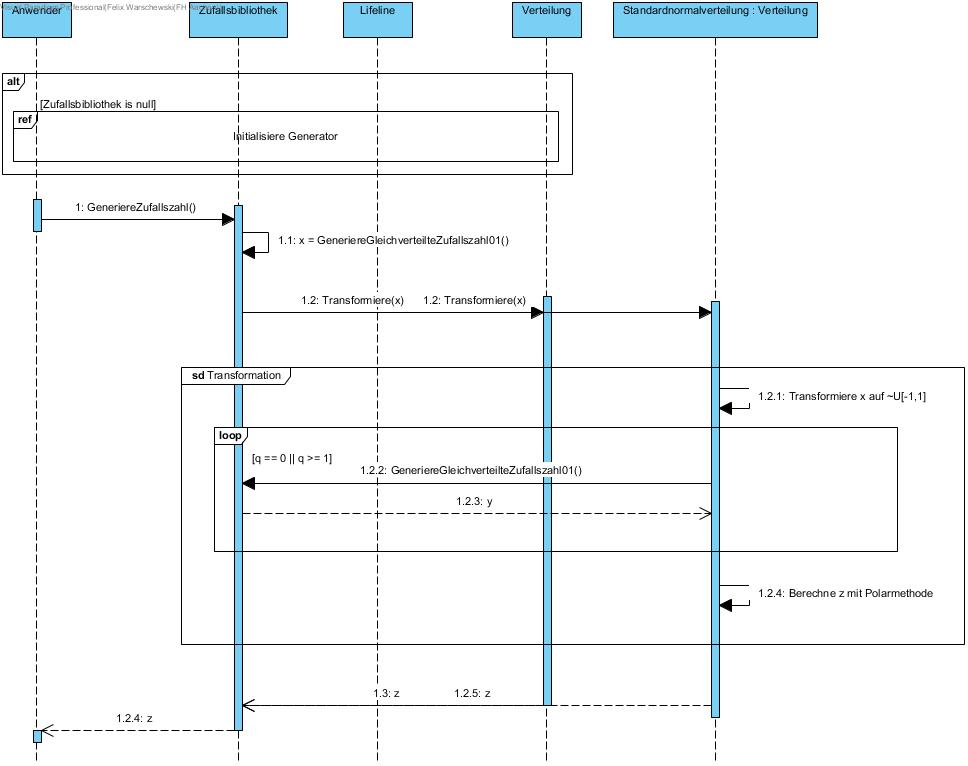 Professional(Felix Warschewski(FH
Anwender
Zufallsbibliothek
Lifeline
Verteilung
Standardnormalverteilung : Verteilung
alt
[Zufallsbibliothek is null]
ref
Initialisiere Generator
1: GeneriereZufallszahl()
1.1: x = GeneriereGleichverteilteZufallszahl01()
1.2: Transformiere(x)
1.2: Transformiere(x)
sd Transformation
1.2.1: Transformiere x auf ~U[-1,1]
loop
[q == 0 || q >= 1]
1.2.2: GeneriereGleichverteilteZufallszahl01()
1.2.3: y
1.2.4: Berechne z mit Polarmethode
1.3: z
1.2.5: z
1.2.4: z